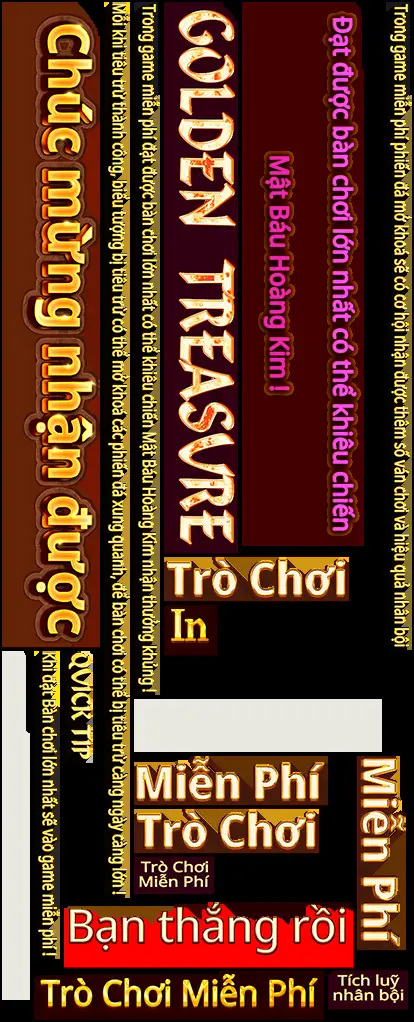 Chúc mừng nhận được
Mỗi khi tiêu trừ thành công, biểu tượng bị tiêu trừ có thể mở khoá các phiến đá xung quanh, để bàn chơi có thể bị tiêu trừ càng ngày càng lớn !
Trong game miễn phí đạt được bàn chơi lớn nhất có thể khiêu chiến Mật Báu Hoàng Kim nhận thưởng khủng !
GOLDEN TREASURE
Đạt được bàn chơi lớn nhất có thể khiêu chiến
Mật Báu Hoàng Kim !
Trong game miễn phí phiến đá mở khoá sẽ có cơ hội nhận được thêm số ván chơi và hiệu quả nhân bội
Trò Chơi
In
QUICK TIP
Khi đạt Bàn chơi lớn nhất sẽ vào game miễn phí !
Miễn Phí
Trò Chơi
Trò Chơi
Miễn Phí
Miễn Phí
Bạn thắng rồi
Trò Chơi Miễn Phí
Tích luỹ
nhân bội